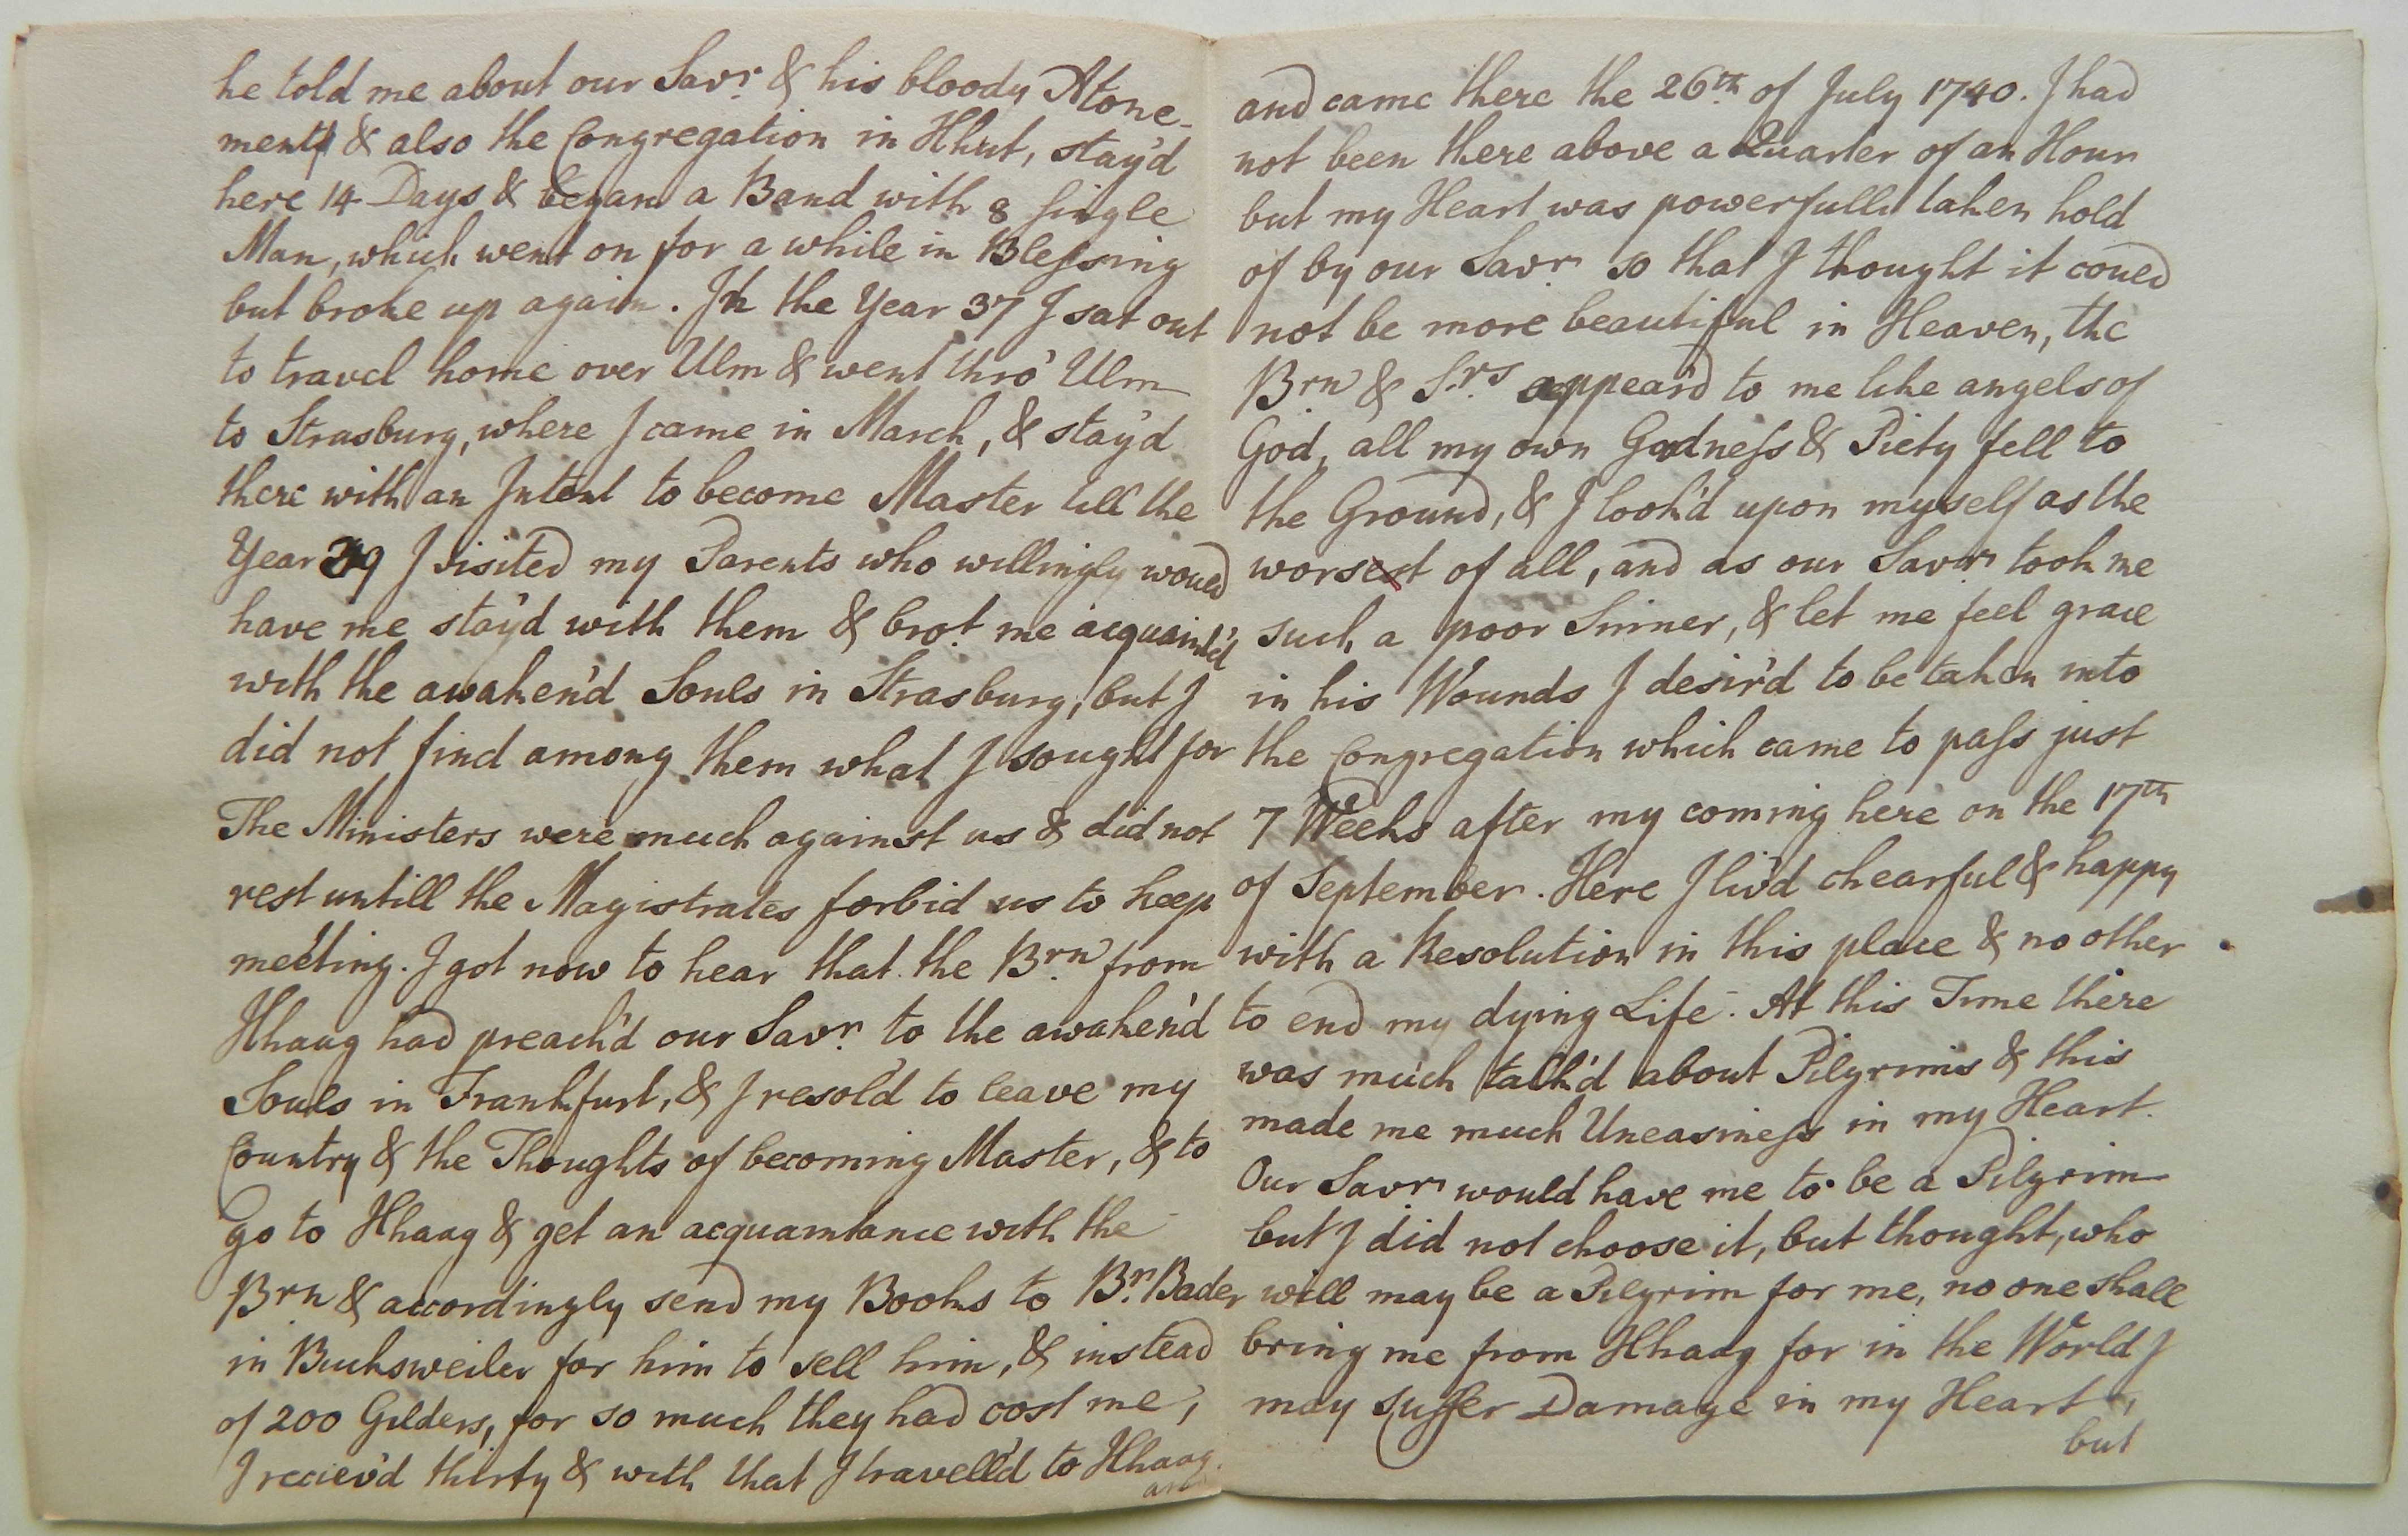 he told me about our Savr. & his bloody Atone-
ment & also the Congregation in Hhut, stay'd
here 14 Days & began a Band with 8 single
Man, which went on for a while in Blessing
but broke up again. In the Year 37 I sat out
to travel home over Ulm & went thro' Ulm
to Strasburg, where I came in March, & stay'd
there with an Intent to become Master till the
Year 39 I visited my Parents who willingly would
have me stay'd with them & brot. me acquaint'd
with the awaken'd Souls in Strasburg, but I
did not find among them what I sought for
The Ministers were much against us & did not
rest untill the Magistrates forbid us to keep
meeting. I got now to hear that the Brn. from
Hhaag had preach'd our Savr. to the awaken'd
Souls in Frankfurt, & I resol'd to leave my
Country & the Thoughts of becoming Master, & to
go to Hhaag & get an acquaintance with the
Brn & accordingly send my Books to Br. Bader
in Buchsweiler for him to sell him, & instead
of 200 Gilders, for so much they had cost me,
I reciev'd thirty & with that I travell'd to Hhaag.
and
and came there the 26th. of July 1740. I had
not been there above a Quarter of an Hour
but my Heart was powerfully taken hold
of by our Savr. so that I thought it coued
not be more beautiful in Heaven, the
Brn & Srs. appear'd to me like angels of
God, all my own Godness & Piety fell to
the Ground, & I look'd upon myself as the
worsest of all, and as our Savr. took me
such a poor Sinner, & let me feel grace
in his Wounds I desir'd to be taken into
the Congregation which came to pass just
7 Weeks after my coming here on the 17th
of September. Here I liv'd chearful & happy
with a Resolution in this place & no other
to end my dying Life. At this Time there
was much talk'd about Pilgrims & this
made me much Uneasiness in my Heart.
Our Savr would have me to be a Pilgrim
but I did not choose it, but thought, who
will may be a Pilgrim for me, no one shall
bring me from Hhaag for in the World I
may suffer Damage in my Heart,
but